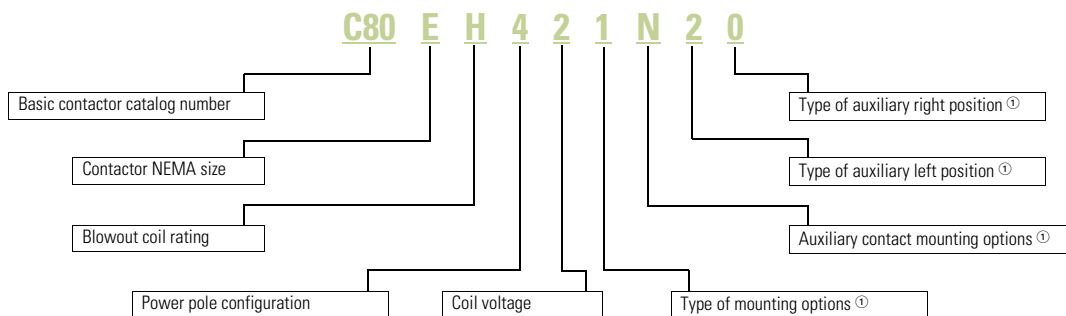 C80 E H 4 2 1 N 2 0
Basic contactor catalog number
Type of auxiliary right position ①
Contactor NEMA size
Type of auxiliary left position ①
Blowout coil rating
Auxiliary contact mounting options ①
Power pole configuration
Coil voltage
Type of mounting options ①